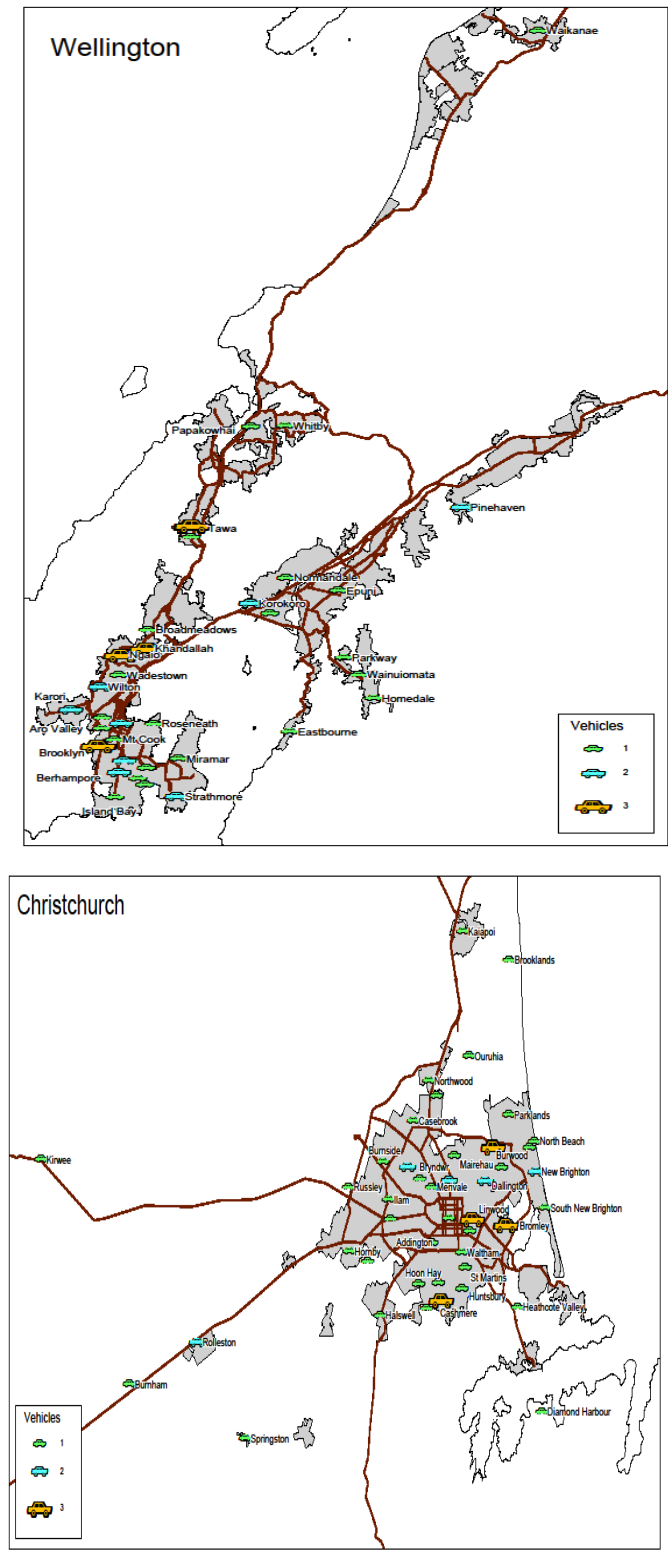 Wellington
Waikanae
Papakowhai
Whitby
Pinehaven
Tawa
Normandale
Epuni
Korokoro
Broadmeadows
Khandallah
Ngaio
Parkway
Wadestown
Wainuiomata
Wilton
Karori
Homedale
Roseneath
Aro Valley
Eastbourne
Mt Cook
Brooklyn
Miramar
Berhampore
Strathmore
Island Bay
Vehicles
1
2
3
Christchurch
Kaiapoi
Brooklands
Ouruhia
Northwood
Parklands
Casebrook
North Beach
Burnside
Burwood
Kirwee
Mairehau
Bryndwr
New Brighton
Dallington
Russley
Merivale
Ilam
South New Brighton
Linwood
Bromley
Addington
Hornby
Waltham
Hoon Hay
St Martins
Huntsbury
Heathcote Valley
Cashmere
Halswell
Rolleston
Burnham
Diamond Harbour
Springston
Vehicles
1
2
3